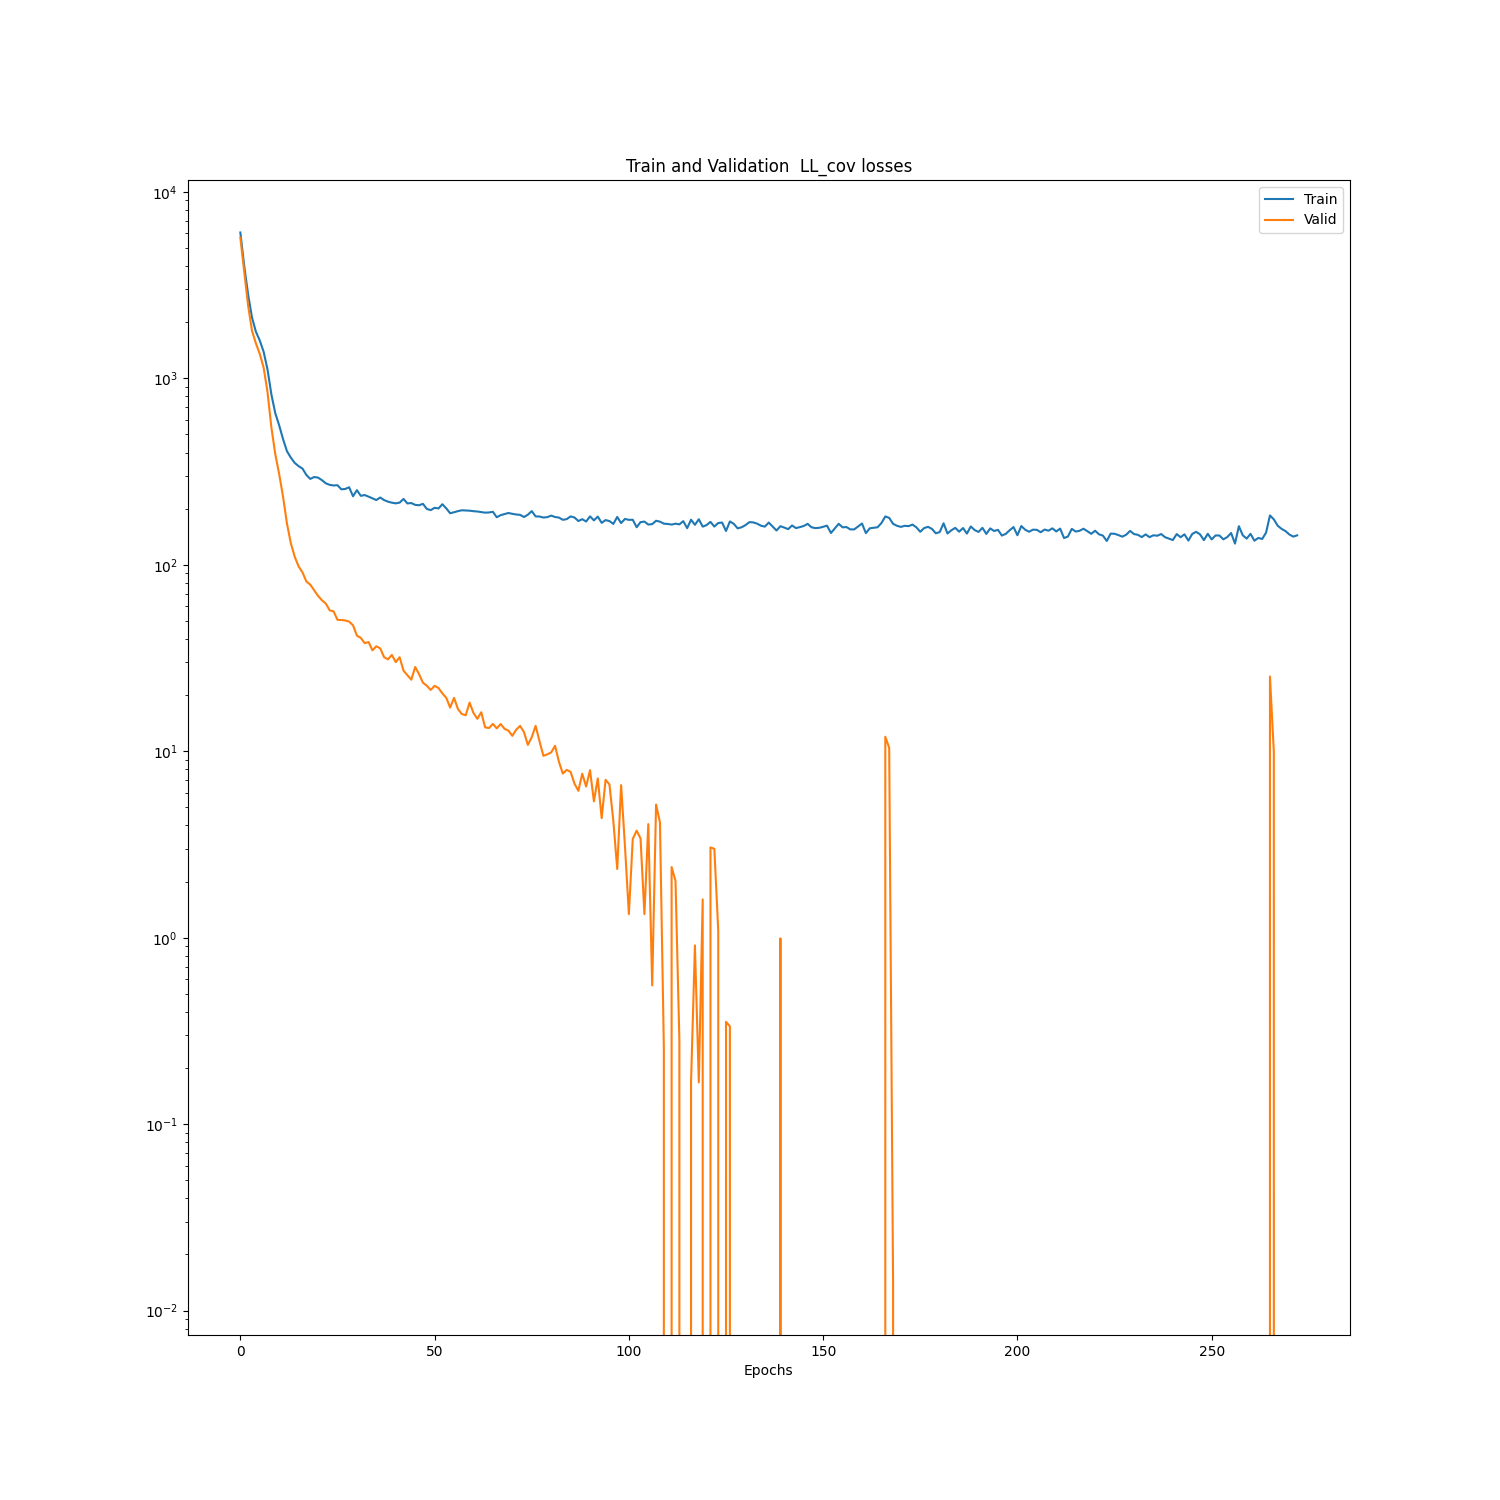 Train and Validation  LL_cov losses
Train
Valid
10⁴
10³
10²
10¹
10⁰
10⁻¹
10⁻²
0 50 100 150 200 250
Epochs